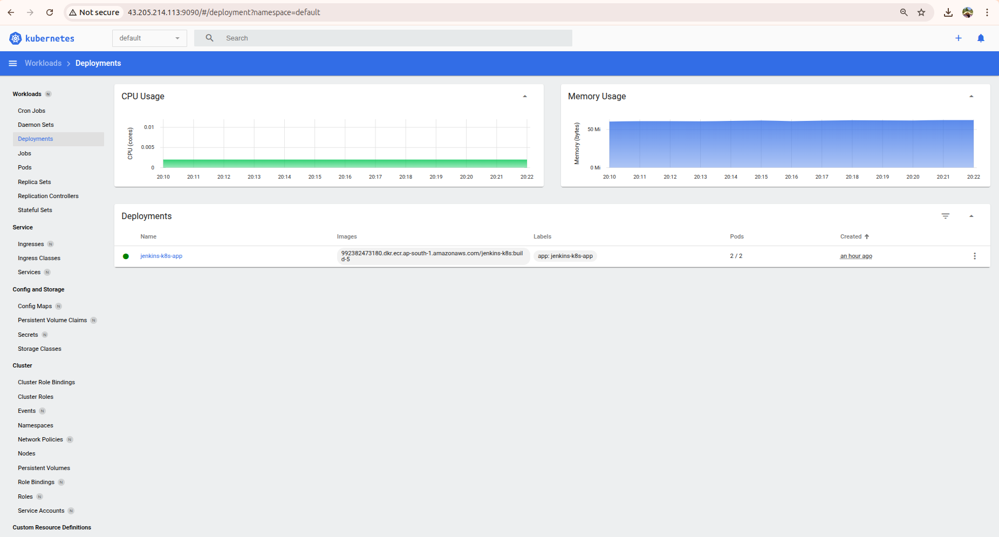 Not secure 43.205.214.113:9090/#/deployment?namespace=default
kubernetes
default
Search
Workloads
Deployments
Workloads N
Cron Jobs
Daemon Sets
Deployments
Jobs
Pods
Replica Sets
Replication Controllers
Stateful Sets
Service
Ingresses N
Ingress Classes
Services N
Config and Storage
Config Maps N
Persistent Volume Claims N
Secrets N
Storage Classes
Cluster
Cluster Role Bindings
Cluster Roles
Events N
Namespaces
Network Policies N
Nodes
Persistent Volumes
Role Bindings N
Roles N
Service Accounts N
Custom Resource Definitions
CPU Usage
CPU (cores)
0.01
0.005
0
20:10 20:11 20:12 20:13 20:14 20:15 20:16 20:17 20:18 20:19 20:20 20:21 20:22
Memory Usage
Memory (bytes)
50 Mi
0 Mi
20:10 20:11 20:12 20:13 20:14 20:15 20:16 20:17 20:18 20:19 20:20 20:21 20:22
Deployments
Name Images Labels Pods Created
jenkins-k8s-app
992382473180.dkr.ecr.ap-south-1.amazonaws.com/jenkins-k8s:buil
d-5
app: jenkins-k8s-app
2 / 2
an hour ago